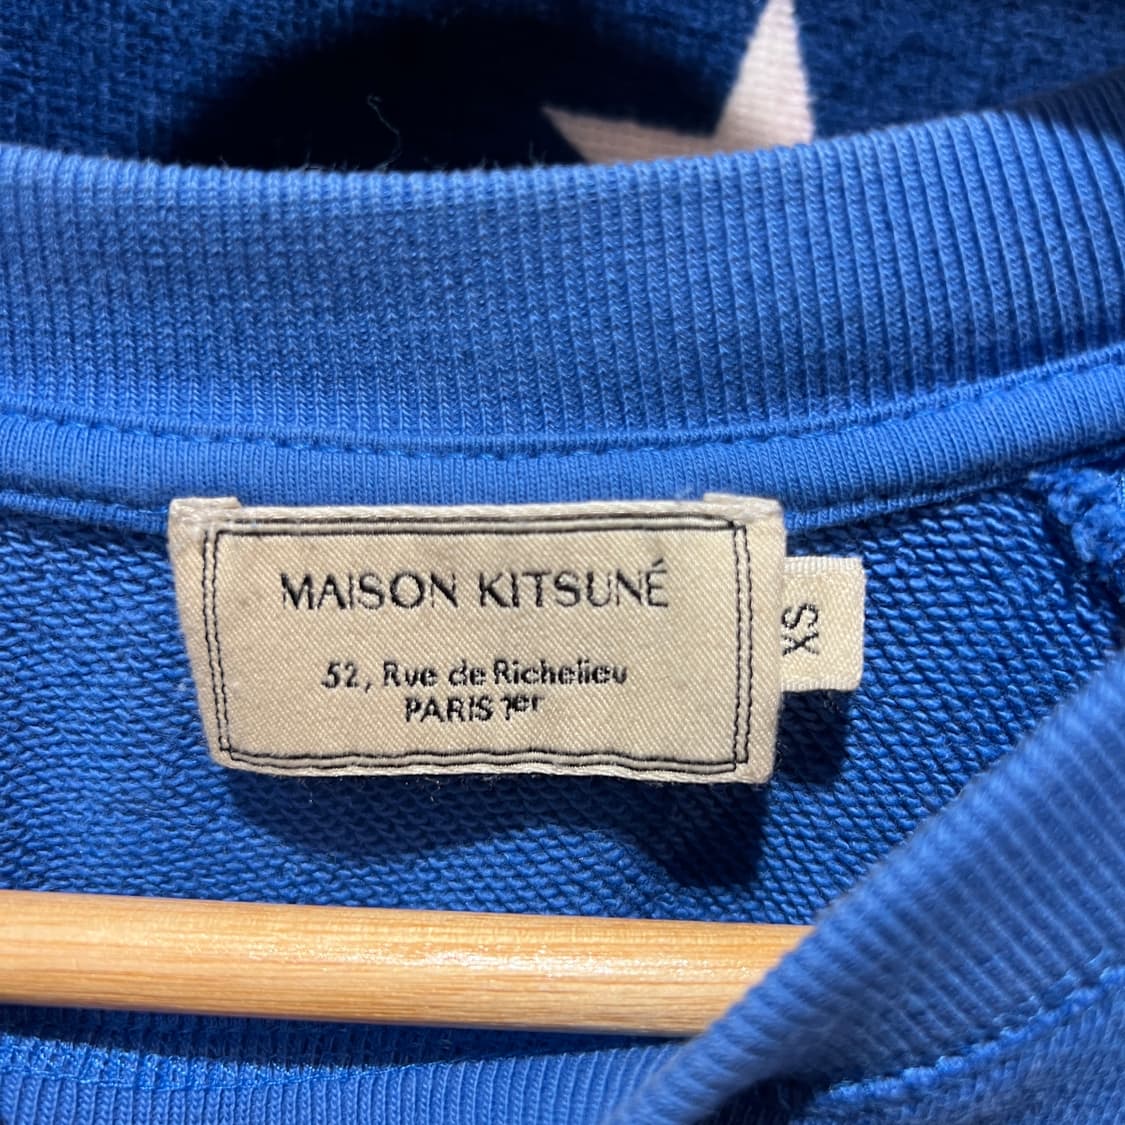 MAISON KITSUNÉ
52, Rue de Richelieu
PARIS 1er
XS